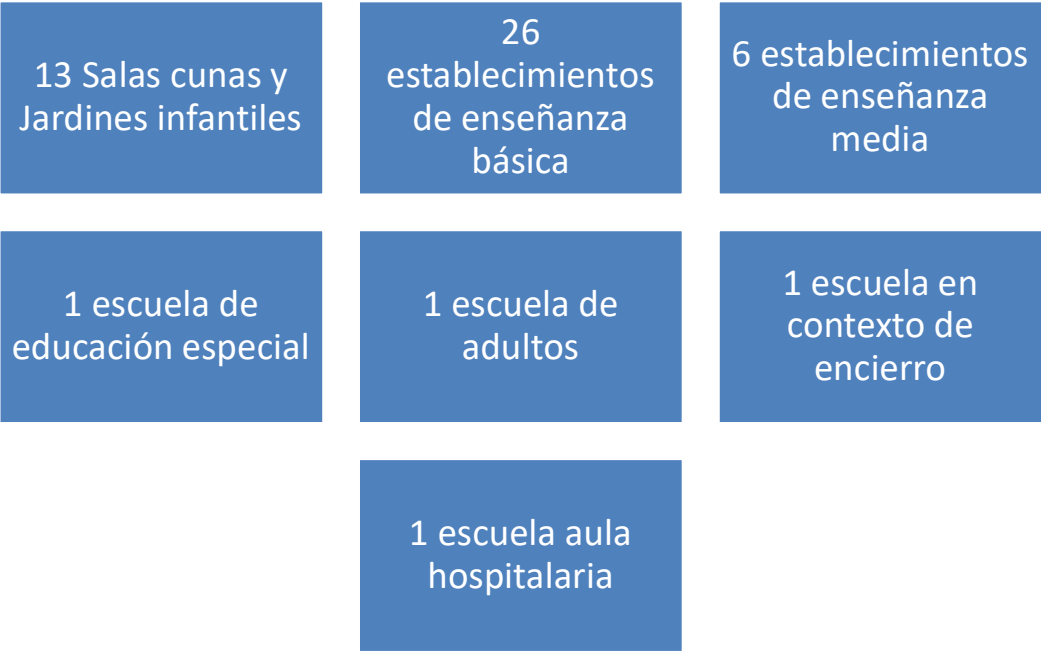 13 Salas cunas y
Jardines infantiles
26
establecimientos
de enseñanza
básica
6 establecimientos
de enseñanza
media
1 escuela de
educación especial
1 escuela de
adultos
1 escuela en
contexto de
encierro
1 escuela aula
hospitalaria